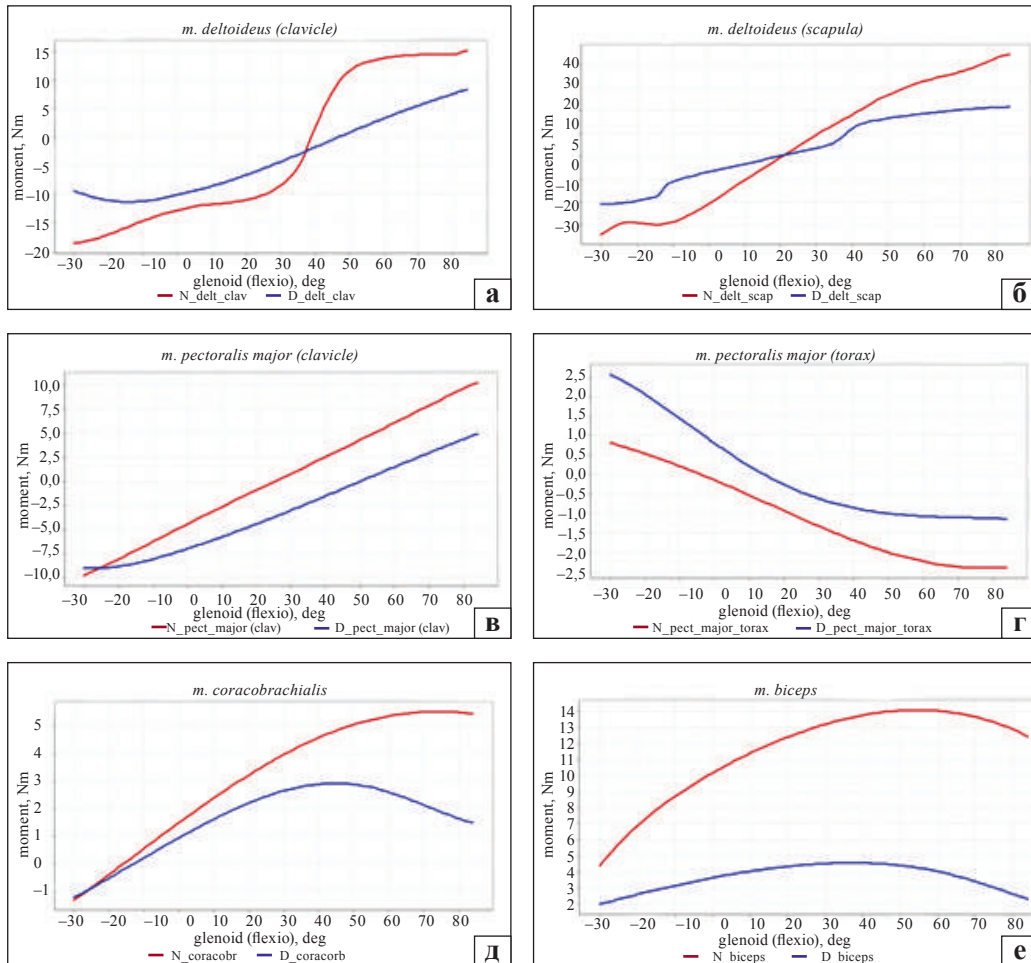 m. deltoideus (clavicle)
15
10
5
0
–5
–10
–15
–20
moment, Nm
–30 –20 –10 0 10 20 30 40 50 60 70 80
glenoid (flexio), deg
N_delt_clav D_delt_clav
а
m. deltoideus (scapula)
40
30
20
10
5
0
–10
–20
–30
moment, Nm
–30 –20 –10 0 10 20 30 40 50 60 70 80
glenoid (flexio), deg
N_delt_scap D_delt_scap
б
m. pectoralis major (clavicle)
10,0
7,5
5,0
2,5
0,0
–2,5
–5,0
–7,5
–10,0
moment, Nm
–30 –20 –10 0 10 20 30 40 50 60 70 80
glenoid (flexio), deg
N_pect_major (clav) D_pect_major (clav)
в
m. pectoralis major (torax)
2,5
2,0
1,5
1,0
0,5
0,0
–0,5
–1,0
–1,5
–2,0
–2,5
moment, Nm
–30 –20 –10 0 10 20 30 40 50 60 70 80
glenoid (flexio), deg
N_pect_major_torax D_pect_major_torax
г
m. coracobrachialis
5
4
3
2
1
0
–1
moment, Nm
–30 –20 –10 0 10 20 30 40 50 60 70 80
glenoid (flexio), deg
N_coracobr D_coracorb
д
m. biceps
14
13
12
11
10
9
8
7
6
5
4
3
2
moment, Nm
–30 –20 –10 0 10 20 30 40 50 60 70 80
glenoid (flexio), deg
N_biceps D_biceps
е